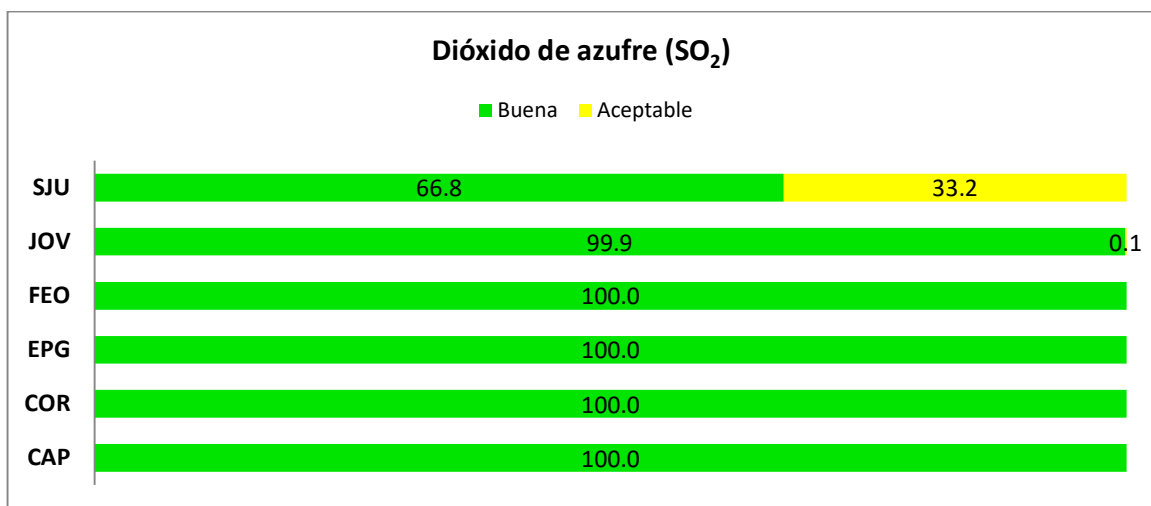 Dióxido de azufre (SO₂)
Buena Aceptable
SJU 66.8 33.2
JOV 99.9 0.1
FEO 100.0
EPG 100.0
COR 100.0
CAP 100.0